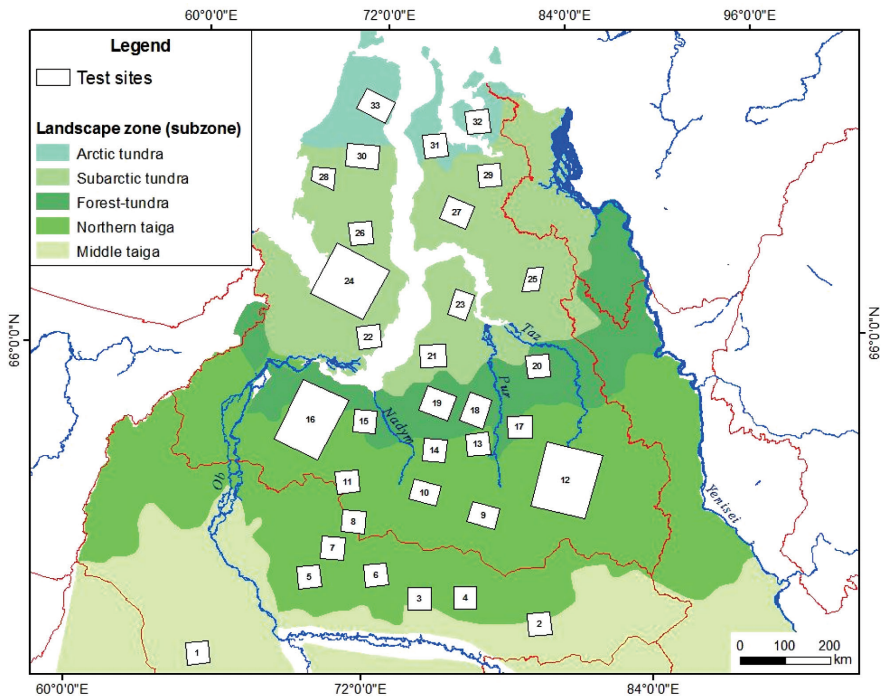 60°0'0"E 72°0'0"E 84°0'0"E 96°0'0"E
Legend
Test sites
Landscape zone (subzone)
Arctic tundra
Subarctic tundra
Forest-tundra
Northern taiga
Middle taiga
33
32
31
30
28
29
27
26
24
25
23
22
Taz
66°0'0"N
66°0'0"N
21
20
Pur
19
18
16
15
Nadym
17
13
14
12
11
Ob
10
Yenisei
9
8
7
6
5
3
4
2
1
0 100 200
km
60°0'0"E 72°0'0"E 84°0'0"E